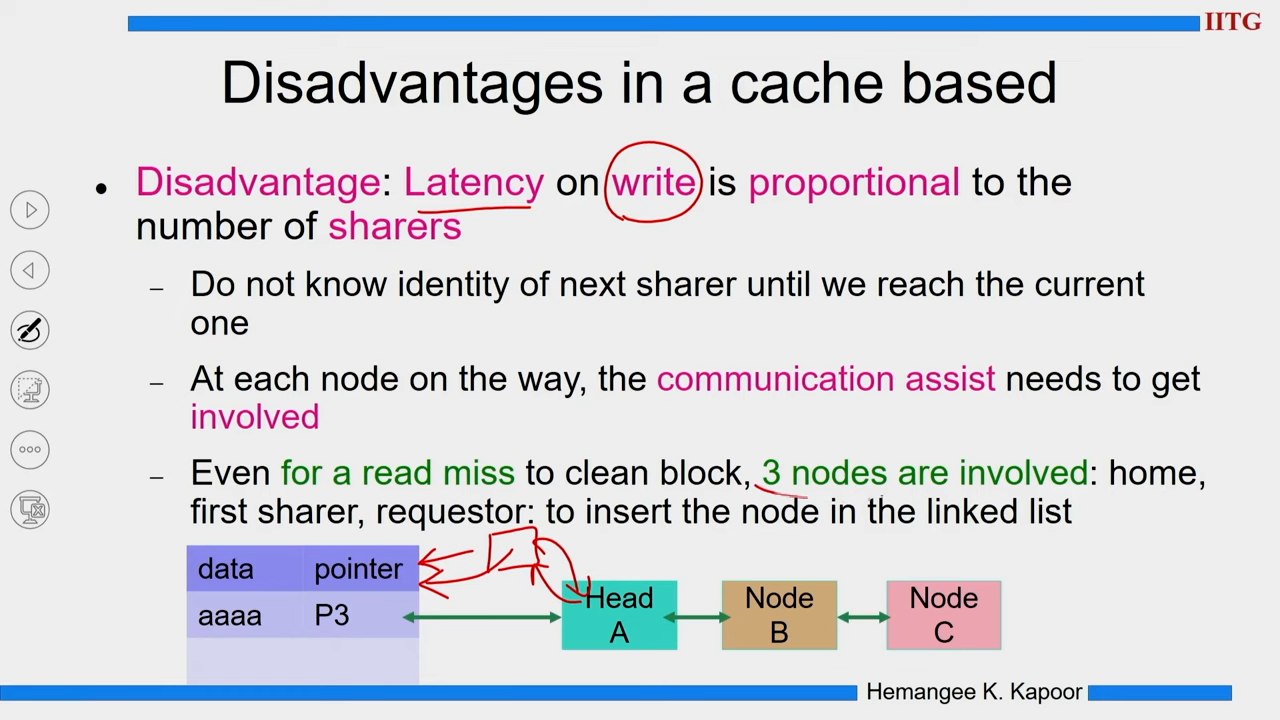 IITG
Disadvantages in a cache based
• Disadvantage: Latency on write is proportional to the
number of sharers
– Do not know identity of next sharer until we reach the current
one
– At each node on the way, the communication assist needs to get
involved
– Even for a read miss to clean block, 3 nodes are involved: home,
first sharer, requestor: to insert the node in the linked list
data pointer
aaaa P3
Head
A
Node
B
Node
C
Hemangee K. Kapoor